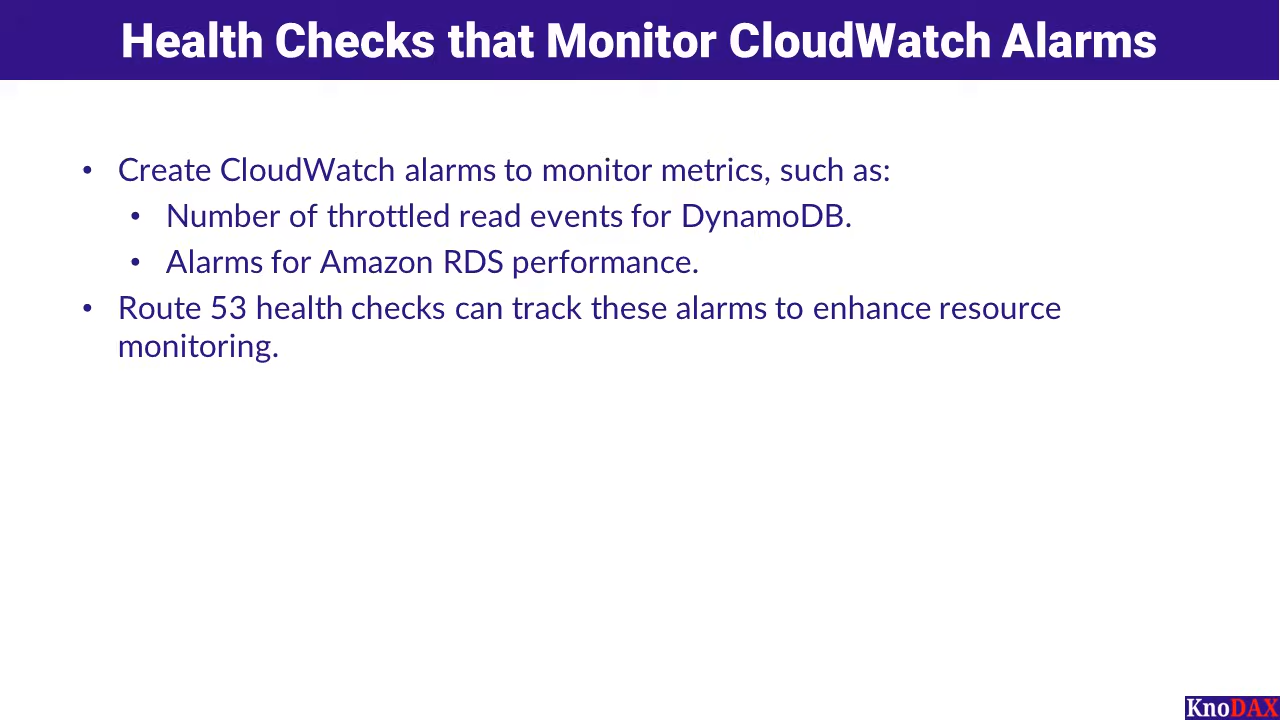 Health Checks that Monitor CloudWatch Alarms
• Create CloudWatch alarms to monitor metrics, such as:
• Number of throttled read events for DynamoDB.
• Alarms for Amazon RDS performance.
• Route 53 health checks can track these alarms to enhance resource
monitoring.
KnoDAX